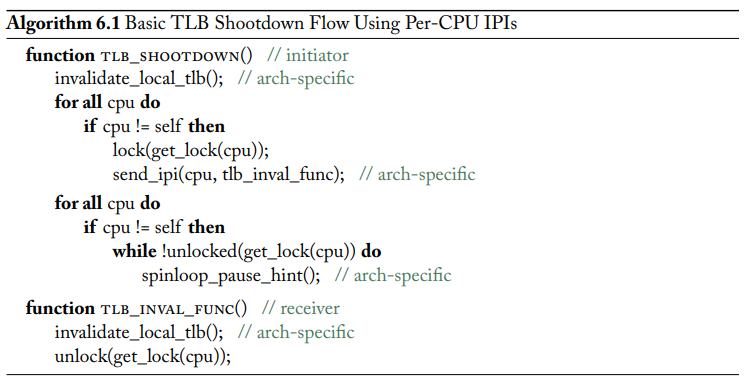 Algorithm 6.1 Basic TLB Shootdown Flow Using Per-CPU IPIs
function TLB_SHOOTDOWN() // initiator
invalidate_local_tlb(); // arch-specific
for all cpu do
if cpu != self then
lock(get_lock(cpu));
send_ipi(cpu, tlb_inval_func); // arch-specific
for all cpu do
if cpu != self then
while !unlocked(get_lock(cpu)) do
spinloop_pause_hint(); // arch-specific
function TLB_INVAL_FUNC() // receiver
invalidate_local_tlb(); // arch-specific
unlock(get_lock(cpu));